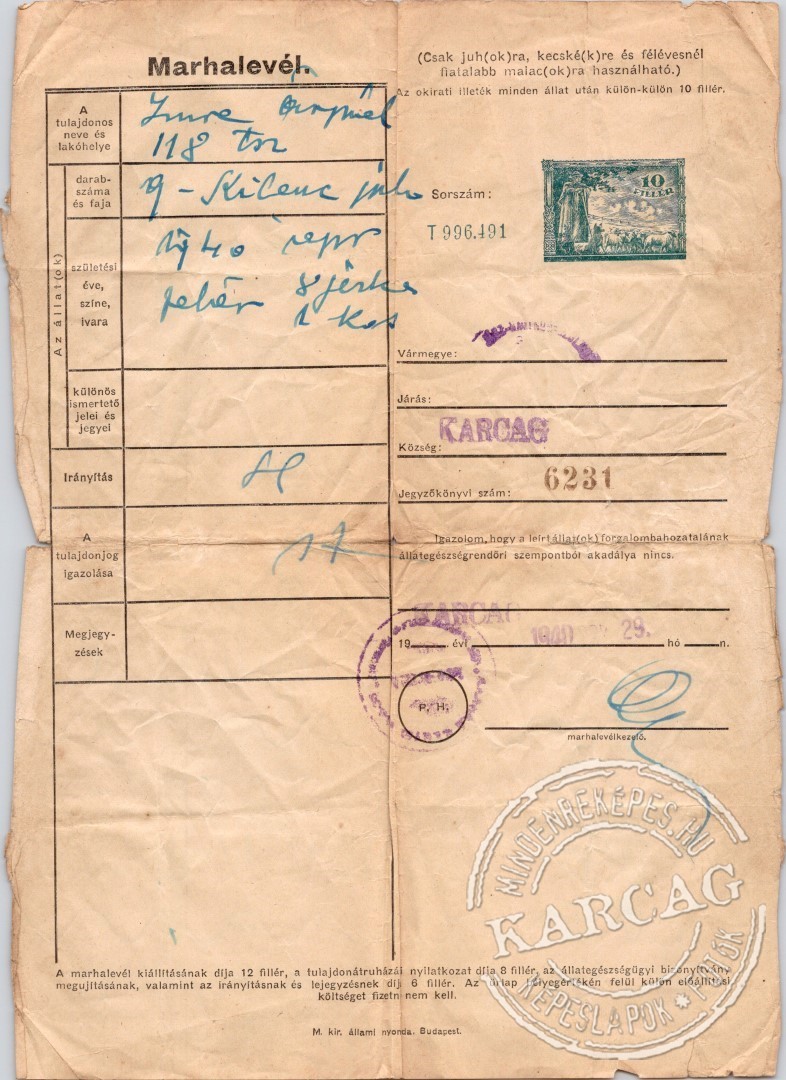 Marhalevél.
A
tulajdonos
neve és
lakóhelye
Imre Árpád
118 tsz
Az állat(ok)
darab-
száma
és faja
9 - Kilenc juh
születési
éve,
színe,
ivara
1940
fehér 8 jerke
1 kos
különös
ismertető
jelei és
jegyei
Irányítás
A
tulajdonjog
igazolása
Megjegy-
zések
(Csak juh(ok)ra, kecské(k)re és félévesnél
fiatalabb malac(ok)ra használható.)
Az okirati illeték minden állat után külön-külön 10 fillér.
10
FILLÉR
Sorszám:
T 996.491
Vármegye:
Járás:
KARCAG
Község:
6231
Jegyzőkönyvi szám:
Igazolom, hogy a leírt állat(ok) forgalombahozatalának
állategészségrendőri szempontból akadálya nincs.
KARCAG
1940 29.
19 évi hó n.
P. H.
marhalevélkezelő.
A marhalevél kiállításának díja 12 fillér, a tulajdonátruházási nyilatkozat díja 8 fillér, az állategészségügyi bizonyítvány
megujításának, valamint az irányításnak és lejegyzésnek díja 6 fillér. Az űrlap bélyegértékén felül külön előállítási
költséget fizetni nem kell.
M. kir. állami nyomda. Budapest.
MINDENREKÉPES.HU
KARCAG
KÉPESLAPOK * FOTÓK